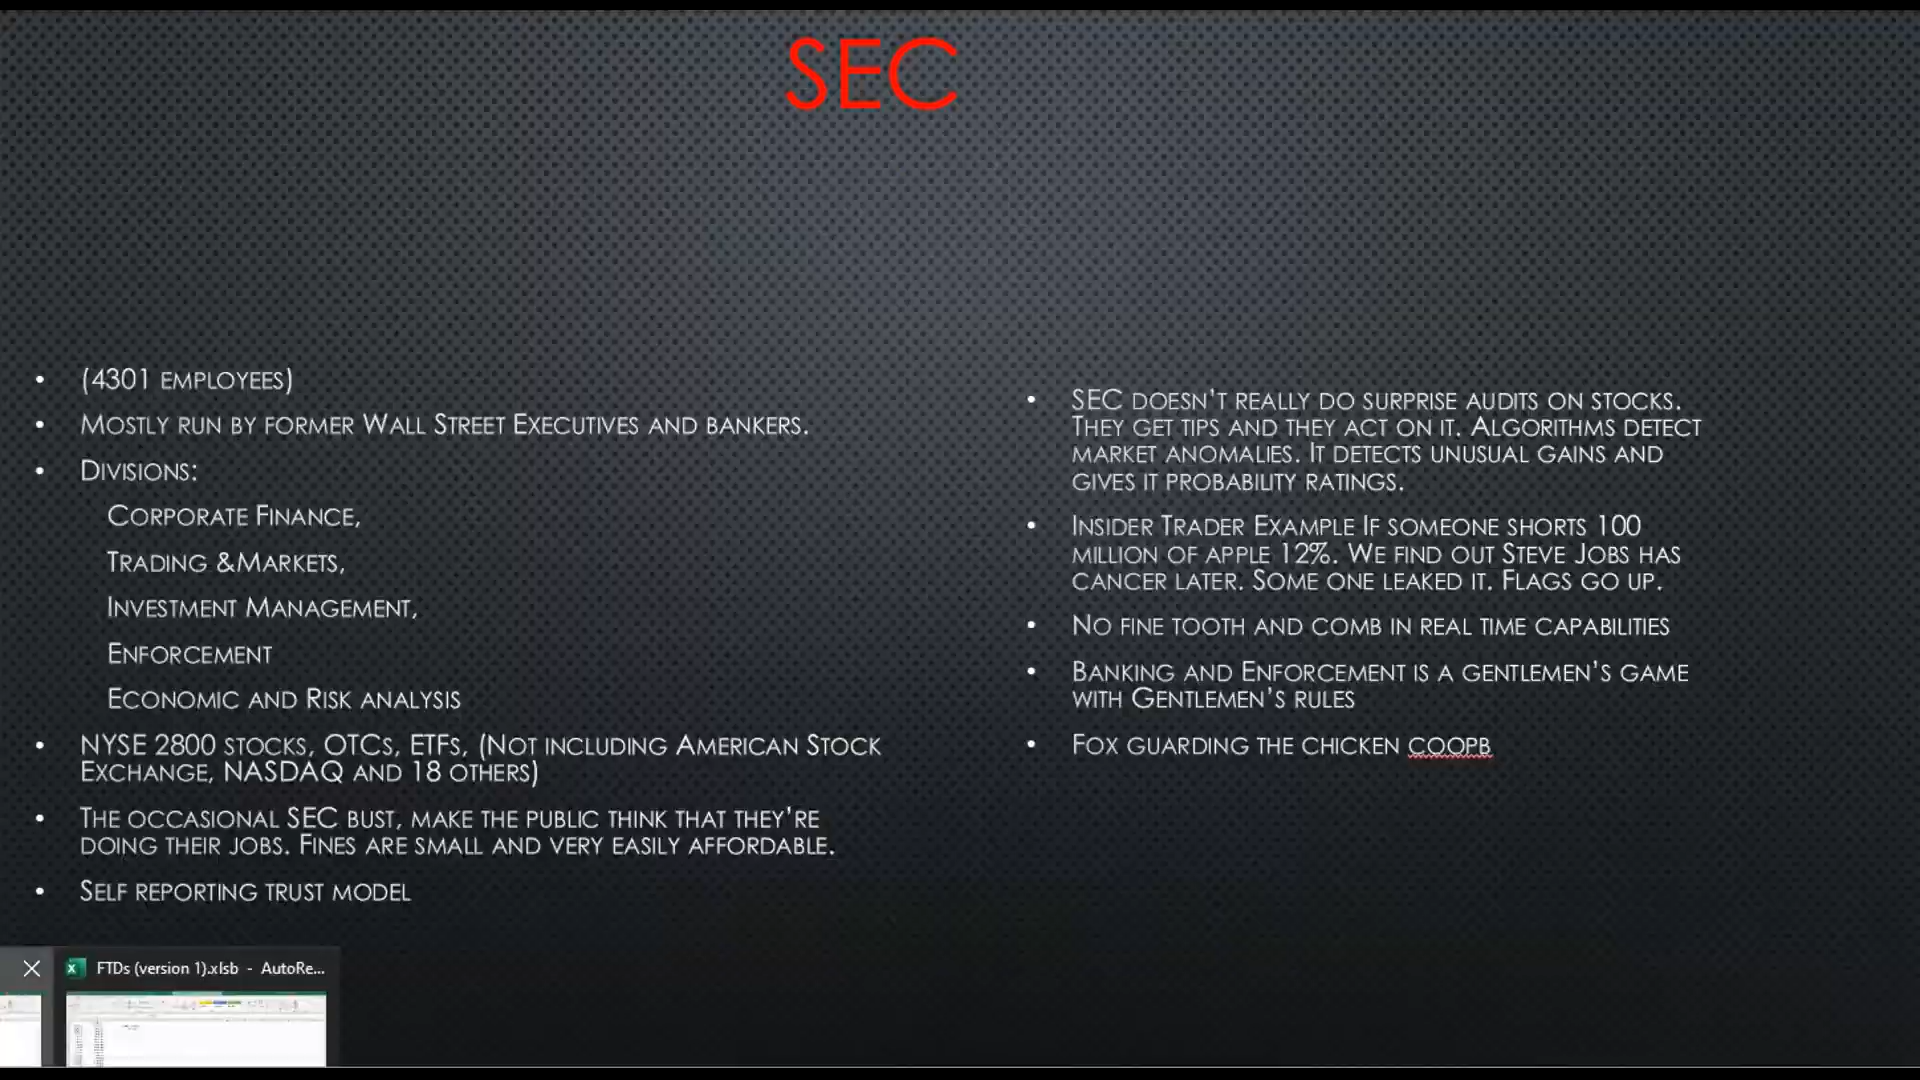 SEC
• (4301 employees)
• Mostly run by former Wall Street Executives and bankers.
• Divisions:
Corporate Finance,
Trading &Markets,
Investment Management,
Enforcement
Economic and Risk analysis
• NYSE 2800 stocks, OTCs, ETFs, (Not including American Stock
Exchange, NASDAQ and 18 others)
• The occasional SEC bust, make the public think that they're
doing their jobs. Fines are small and very easily affordable.
• Self reporting trust model
• SEC doesn't really do surprise audits on stocks.
They get tips and they act on it. Algorithms detect
market anomalies. It detects unusual gains and
gives it probability ratings.
• Insider Trader Example If someone shorts 100
million of apple 12%. We find out Steve Jobs has
cancer later. Some one leaked it. Flags go up.
• No fine tooth and comb in real time capabilities
• Banking and Enforcement is a gentlemen's game
with Gentlemen's rules
• Fox guarding the chicken coopb
FTDs (version 1).xlsb - AutoRe...